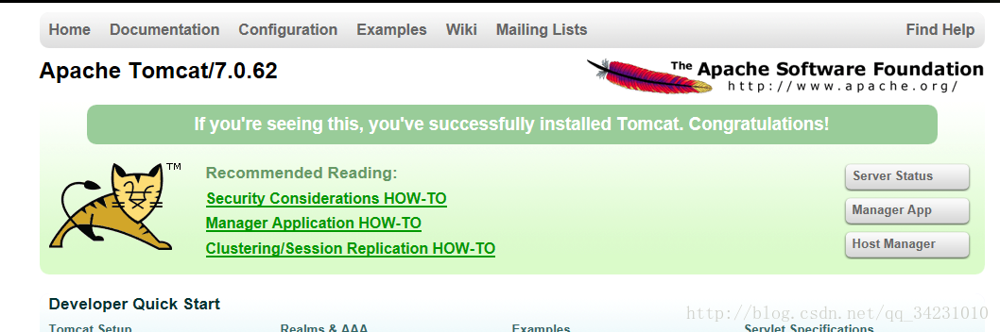 Home Documentation Configuration Examples Wiki Mailing Lists Find Help
Apache Tomcat/7.0.62
The Apache Software Foundation
http://www.apache.org/
If you're seeing this, you've successfully installed Tomcat. Congratulations!
TM
Recommended Reading:
Security Considerations HOW-TO
Manager Application HOW-TO
Clustering/Session Replication HOW-TO
Server Status
Manager App
Host Manager
Developer Quick Start
http://blog.csdn.net/qq_34231010
Tomcat Setup Realms & AAA Examples Servlet Specifications